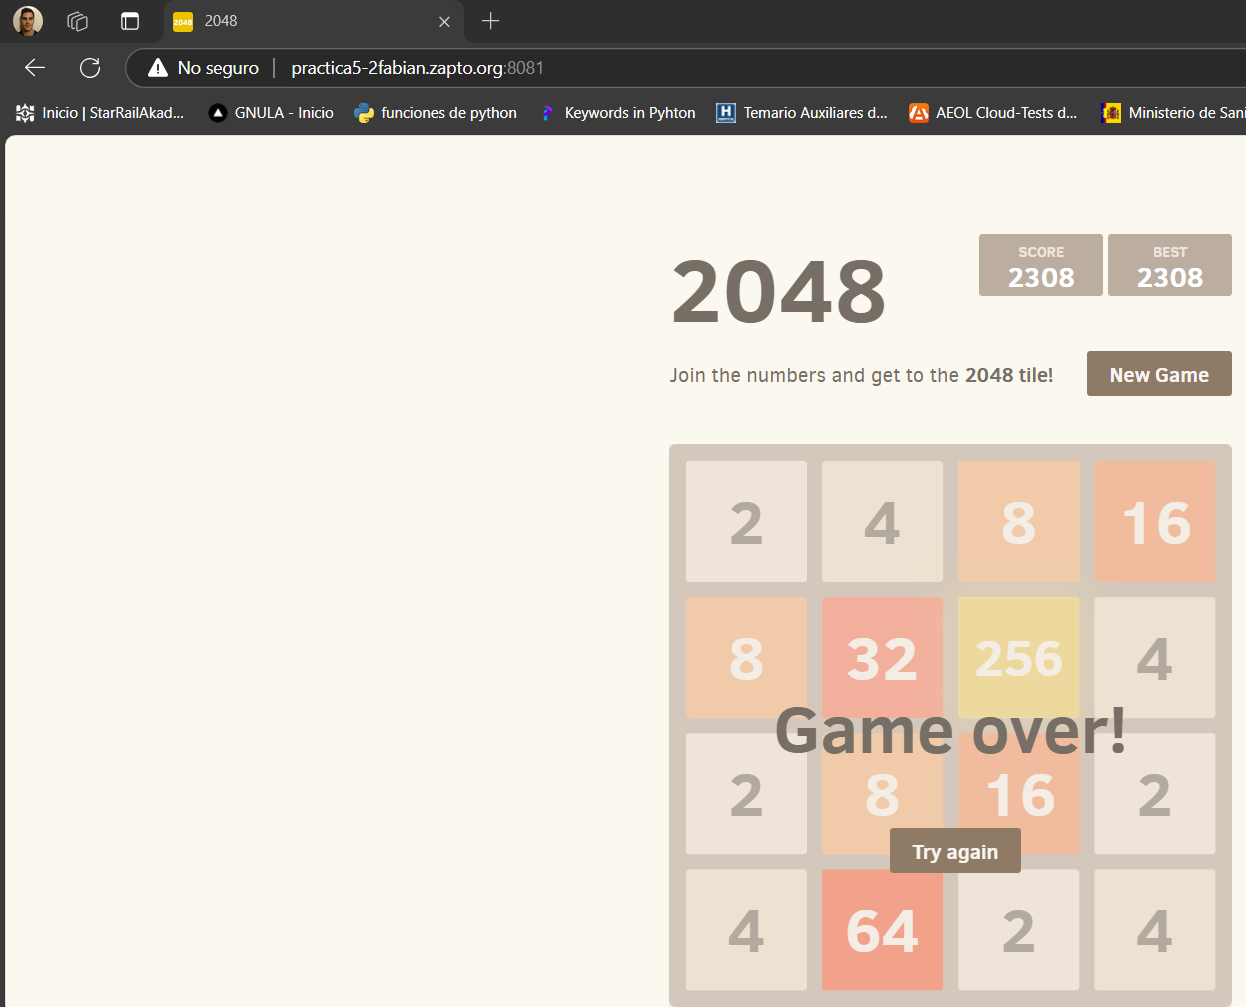 2048
2048
No seguro practica5-2fabian.zapto.org:8081
Inicio | StarRailAkad... GNULA - Inicio funciones de python Keywords in Pyhton Temario Auxiliares d... AEOL Cloud-Tests d... Ministerio de Sani
2048
SCORE
2308
BEST
2308
Join the numbers and get to the 2048 tile!
New Game
2 4 8 16
8 32 256 4
Game over!
2 8 16 2
Try again
4 64 2 4